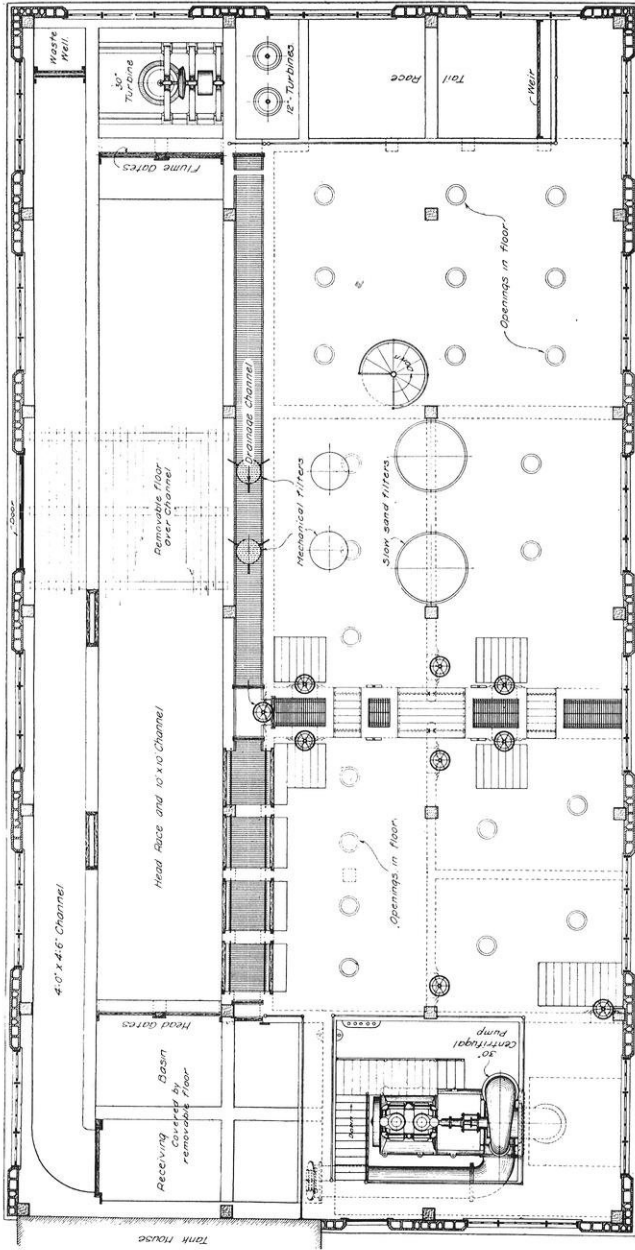 Waste
Well.
30"
Turbine
12"-Turbines
Tail
Race
Weir
Flume Gates
Drainage Channel
Openings in floor
Down
Door
Removable floor
over Channel
Mechanical filters
Slow sand filters
Head Race and 10'x10' Channel
4'-0" x 4'-6" Channel
Openings in floor.
Head Gates
Receiving Basin
Covered by
removable floor
30"
Centrifugal
Pump
Tank House